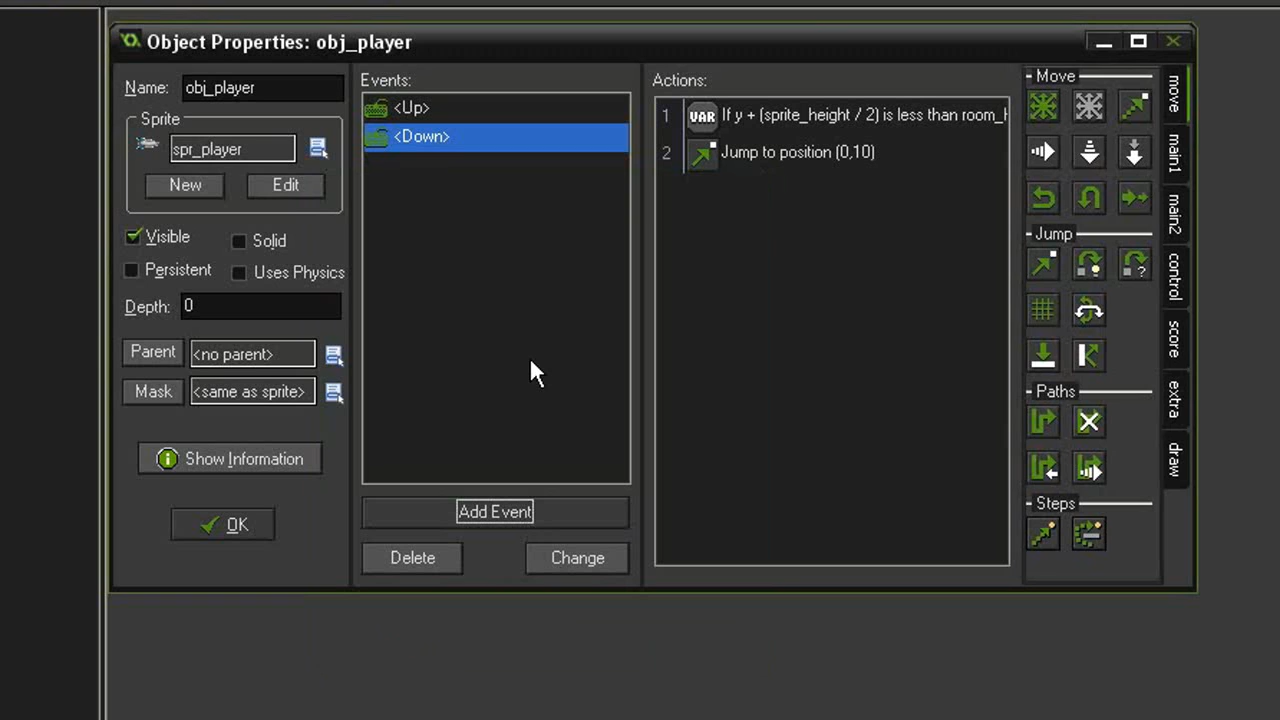 Object Properties: obj_player
Name: obj_player
Sprite
spr_player
New Edit
Visible Solid
Persistent Uses Physics
Depth: 0
Parent <no parent>
Mask <same as sprite>
Show Information
OK
Events:
<Up>
<Down>
Add Event
Delete Change
Actions:
1 VAR If y + (sprite_height / 2) is less than room_
2 Jump to position (0,10)
Move
Jump
?
Paths
Steps
move
main1
main2
control
score
extra
draw